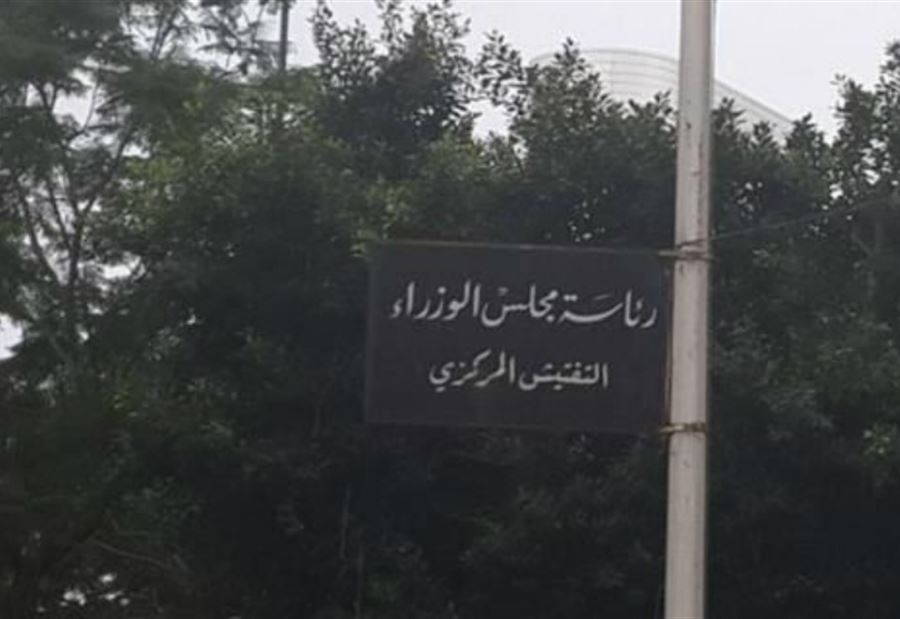 رئاسة مجلس الوزراء
التفتيش المركزي